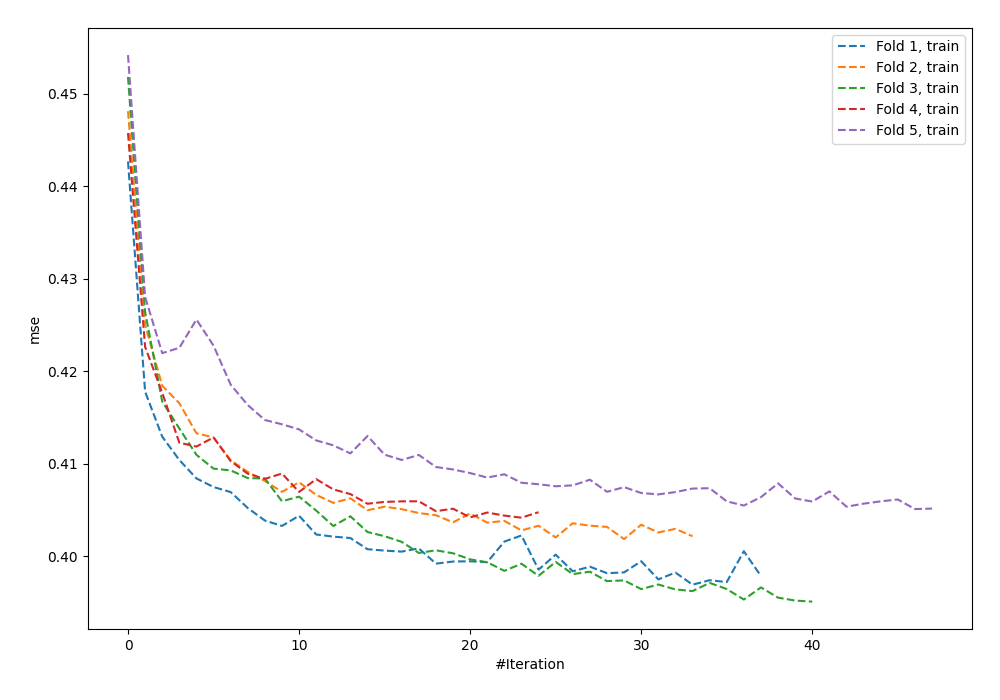 Fold 1, train
Fold 2, train
Fold 3, train
Fold 4, train
Fold 5, train
0.45
0.44
0.43
0.42
0.41
0.40
mse
0 10 20 30 40
#Iteration